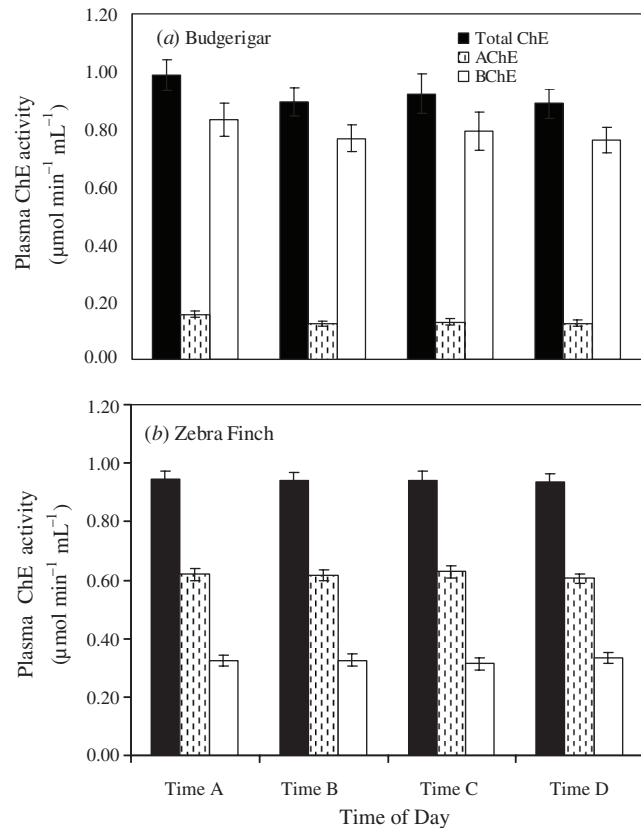 (a) Budgerigar
Total ChE
AChE
BChE
1.20
1.00
0.80
0.60
0.40
0.20
0.00
Plasma ChE activity
(µmol min⁻¹ mL⁻¹)
(b) Zebra Finch
1.20
1.00
0.80
0.60
0.40
0.20
0.00
Plasma ChE activity
(µmol min⁻¹ mL⁻¹)
Time A Time B Time C Time D
Time of Day